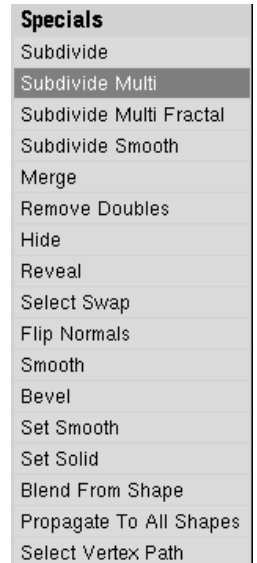 Specials
Subdivide
Subdivide Multi
Subdivide Multi Fractal
Subdivide Smooth
Merge
Remove Doubles
Hide
Reveal
Select Swap
Flip Normals
Smooth
Bevel
Set Smooth
Set Solid
Blend From Shape
Propagate To All Shapes
Select Vertex Path